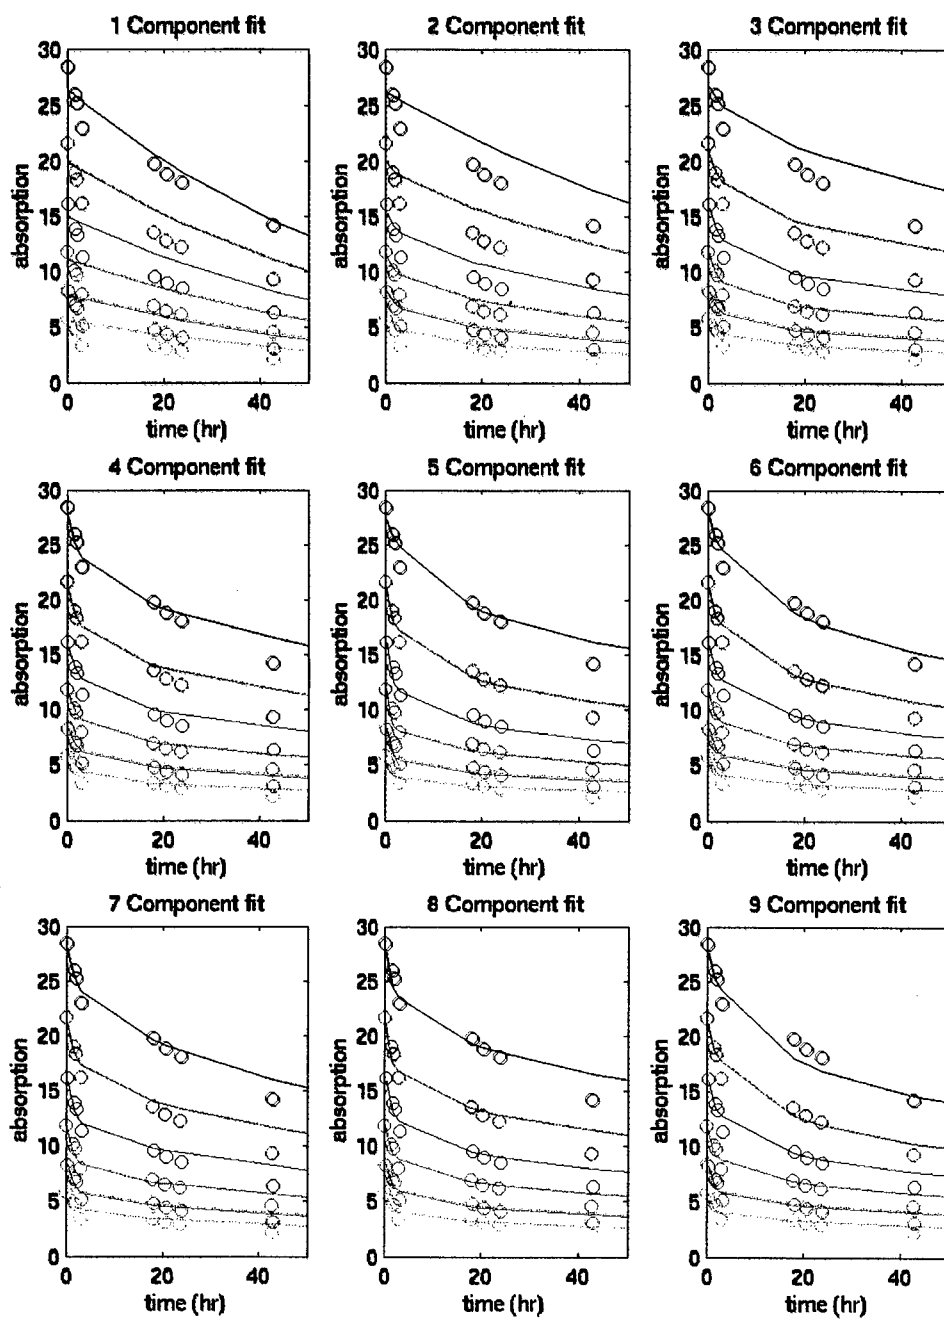 1 Component fit
2 Component fit
3 Component fit
30
25
20
15
10
5
0
absorption
0 20 40
time (hr)
30
25
20
15
10
5
0
absorption
0 20 40
time (hr)
30
25
20
15
10
5
0
absorption
0 20 40
time (hr)
4 Component fit
5 Component fit
6 Component fit
30
25
20
15
10
5
0
absorption
0 20 40
time (hr)
30
25
20
15
10
5
0
absorption
0 20 40
time (hr)
30
25
20
15
10
5
0
absorption
0 20 40
time (hr)
7 Component fit
8 Component fit
9 Component fit
30
25
20
15
10
5
0
absorption
0 20 40
time (hr)
30
25
20
15
10
5
0
absorption
0 20 40
time (hr)
30
25
20
15
10
5
0
absorption
0 20 40
time (hr)